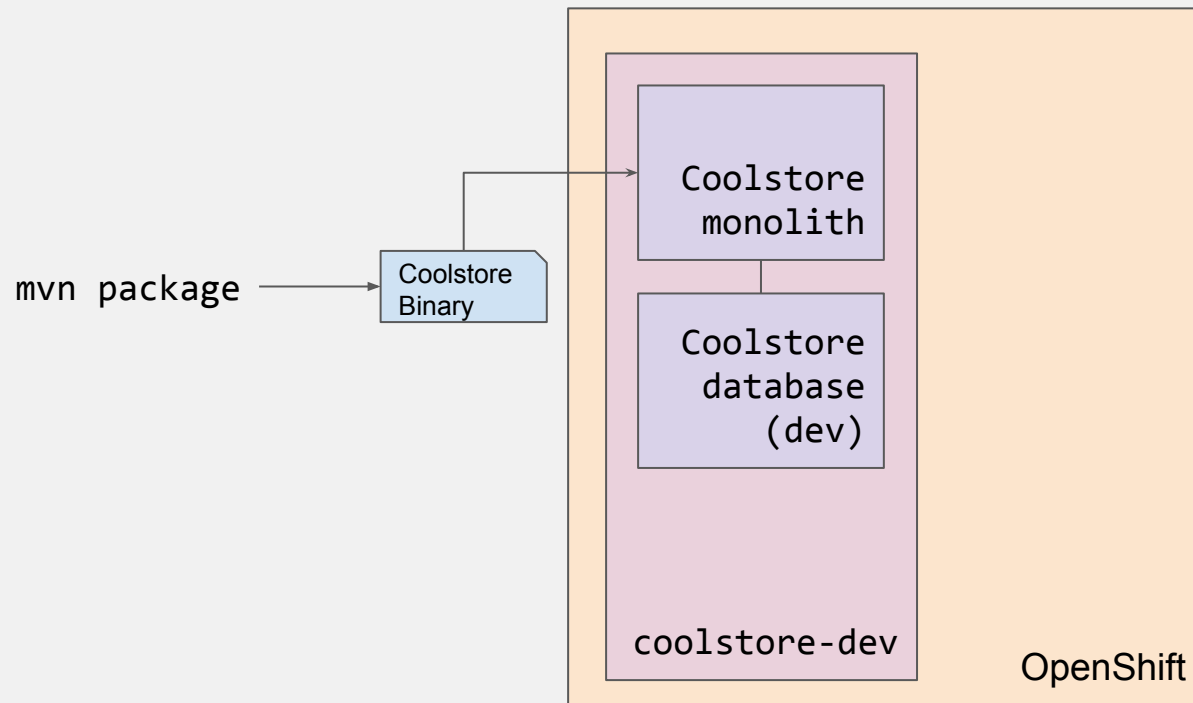 mvn package
Coolstore
Binary
Coolstore
monolith
Coolstore
database
(dev)
coolstore-dev
OpenShift